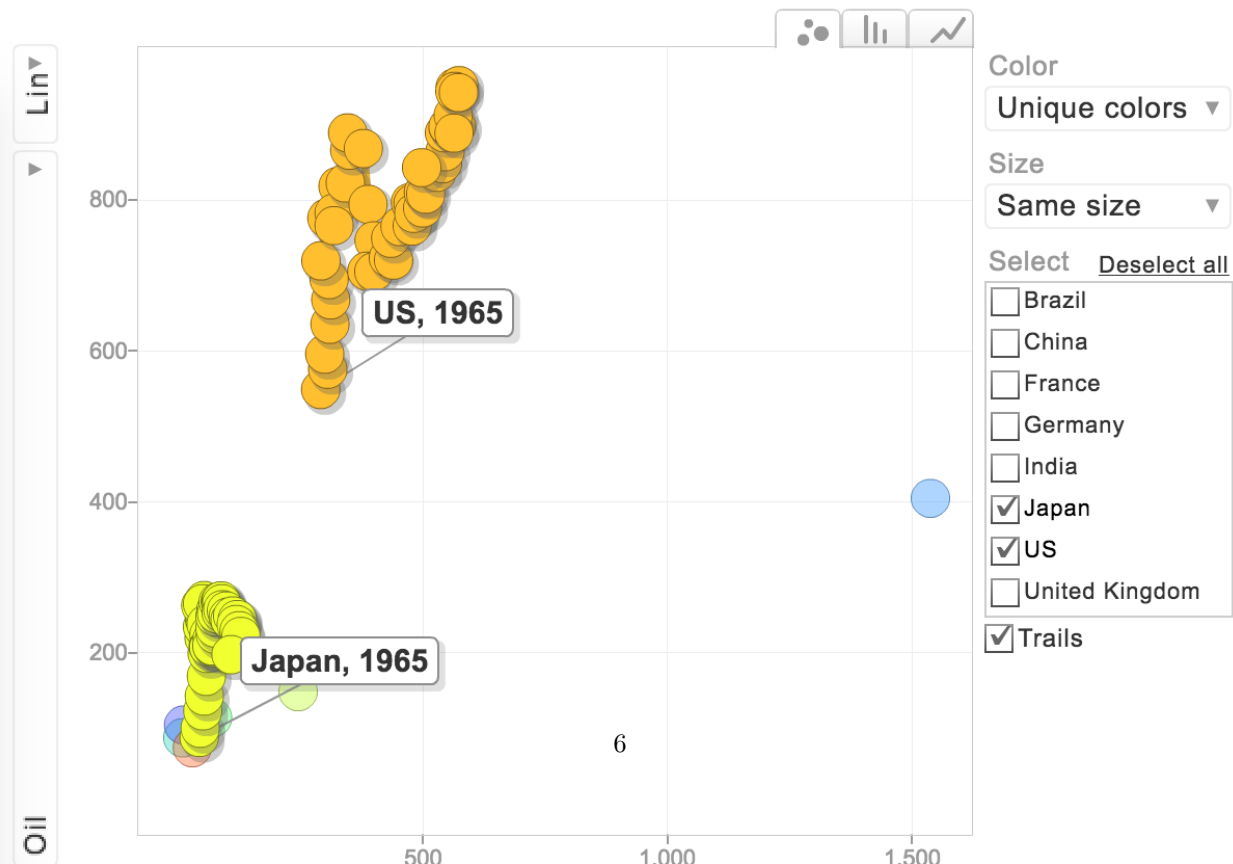 Lin
Oil
800
600
400
200
US, 1965
Japan, 1965
6
500
1,000
1,500
Color
Unique colors
Size
Same size
Select
Deselect all
Brazil
China
France
Germany
India
Japan
US
United Kingdom
Trails